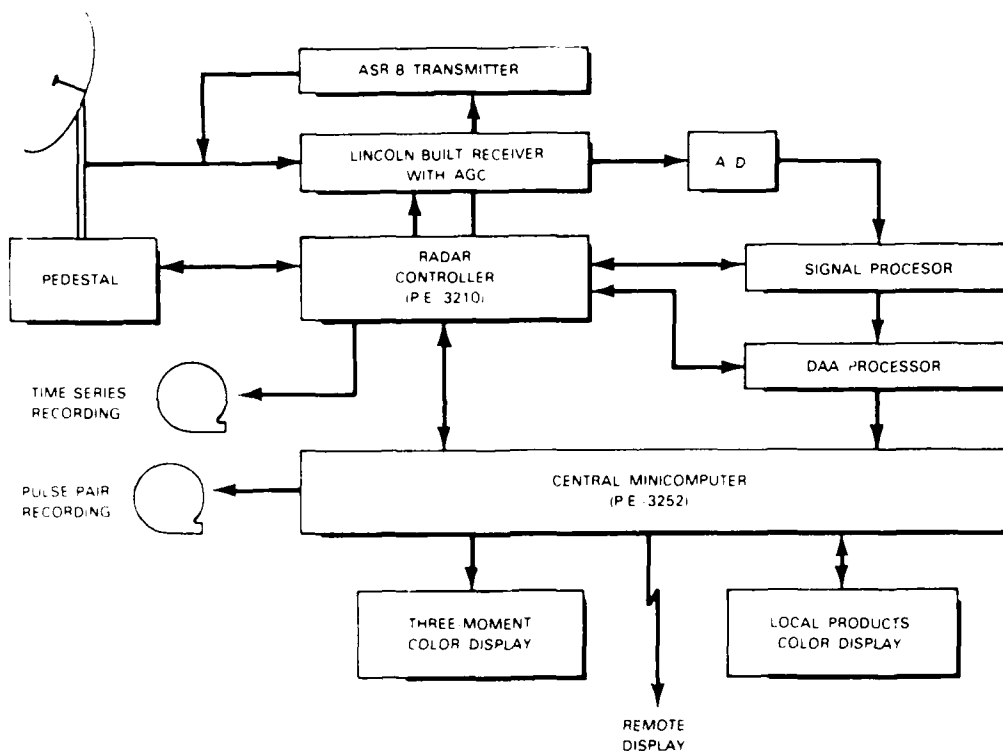 ASR 8 TRANSMITTER
LINCOLN BUILT RECEIVER
WITH AGC
A D
RADAR
CONTROLLER
(P.E. 3210)
PEDESTAL
SIGNAL PROCESOR
DAA PROCESSOR
TIME SERIES
RECORDING
CENTRAL MINICOMPUTER
(P.E. 3252)
PULSE PAIR
RECORDING
THREE-MOMENT
COLOR DISPLAY
LOCAL PRODUCTS
COLOR DISPLAY
REMOTE
DISPLAY